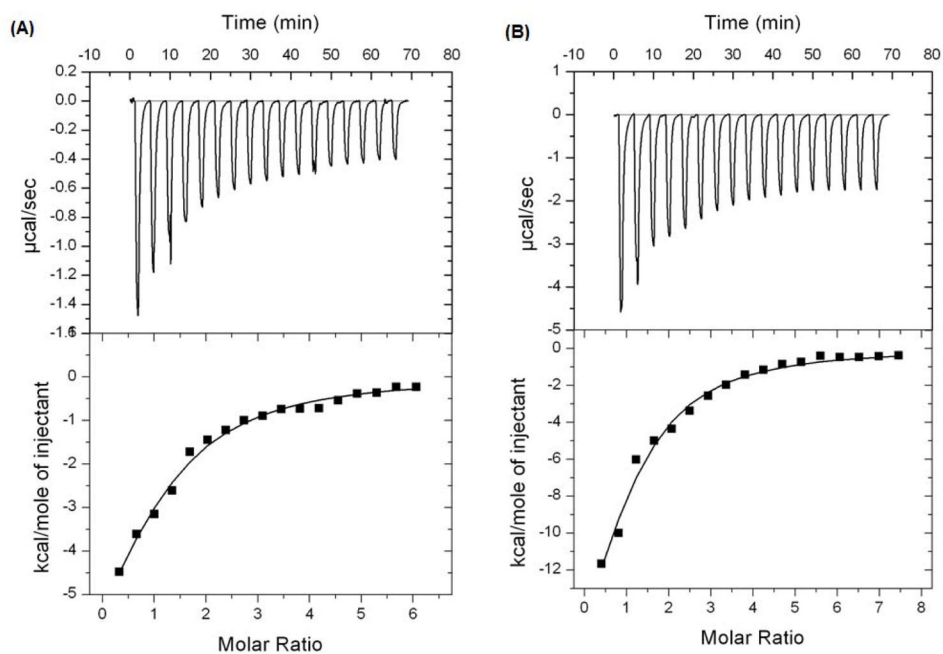 (A)
Time (min)
-10 0 10 20 30 40 50 60 70 80
0.2
0.0
-0.2
-0.4
-0.6
-0.8
-1.0
-1.2
-1.4
-1.6
µcal/sec
0
-1
-2
-3
-4
-5
kcal/mole of injectant
0 1 2 3 4 5 6
Molar Ratio
(B)
Time (min)
-10 0 10 20 30 40 50 60 70 80
1
0
-1
-2
-3
-4
-5
µcal/sec
0
-2
-4
-6
-8
-10
-12
kcal/mole of injectant
0 1 2 3 4 5 6 7 8
Molar Ratio